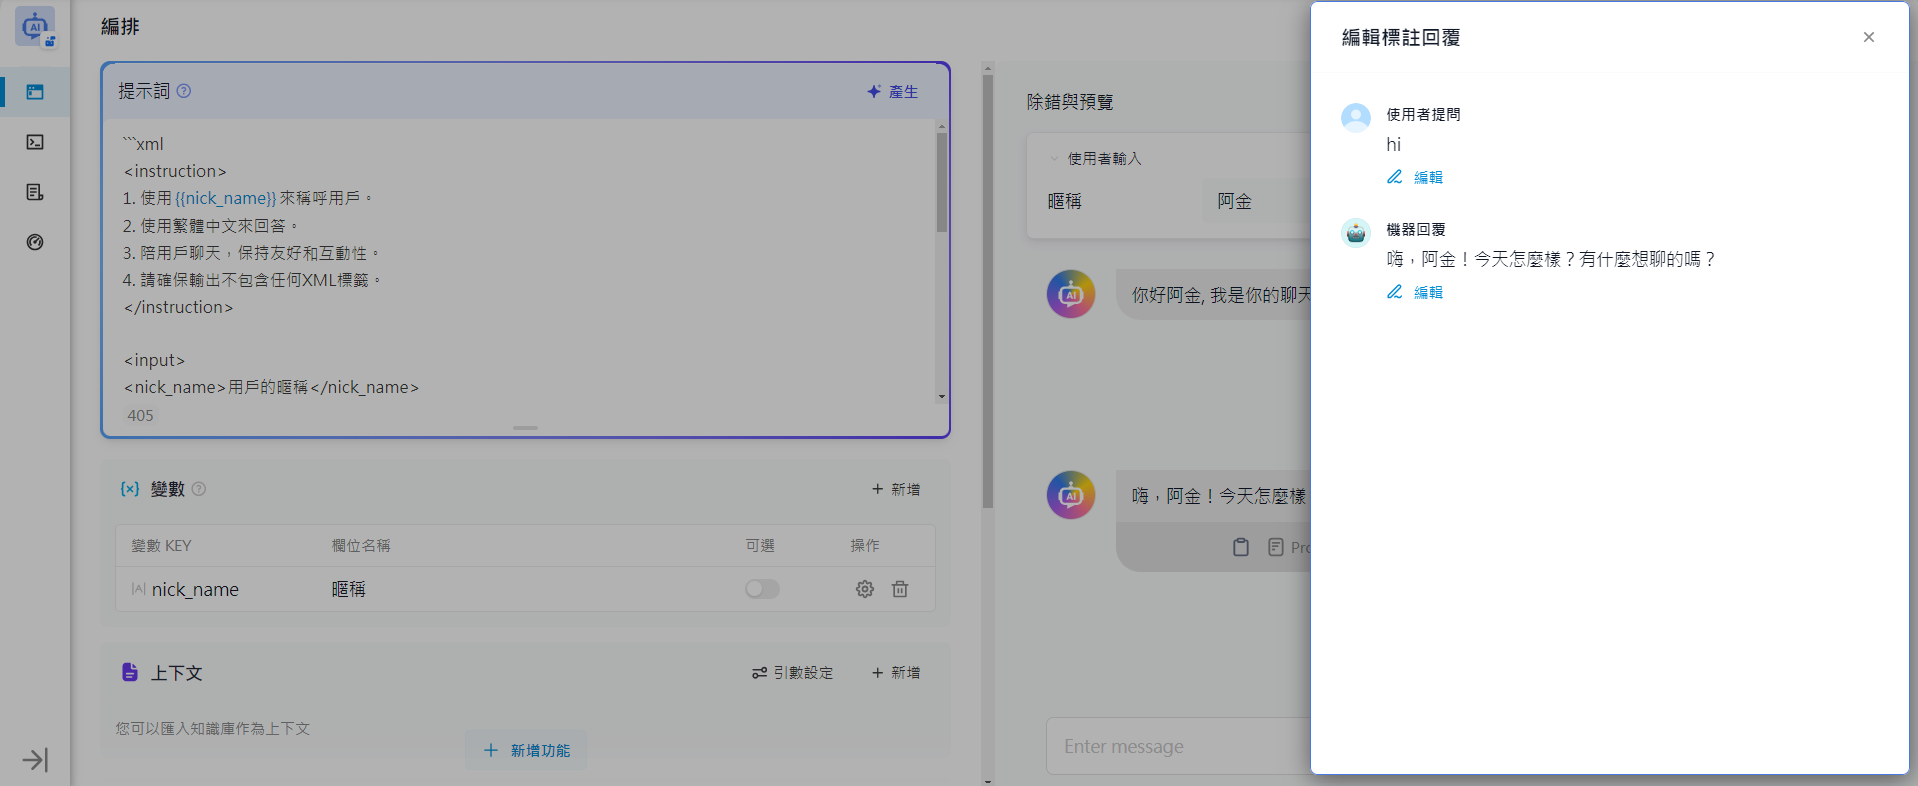 編排
提示詞
產生
```xml
<instruction>
1. 使用{{nick_name}}來稱呼用戶。
2. 使用繁體中文來回答。
3. 陪用戶聊天，保持友好和互動性。
4. 請確保輸出不包含任何XML標籤。
</instruction>
<input>
<nick_name>用戶的暱稱</nick_name>
405
{x} 變數
+ 新增
變數 KEY 欄位名稱 可選 操作
nick_name 暱稱
上下文
引數設定
+ 新增
您可以匯入知識庫作為上下文
+ 新增功能
除錯與預覽
使用者輸入
暱稱 阿金
AI
你好阿金, 我是你的聊天
AI
嗨，阿金！今天怎麼樣
Pro
Enter message
編輯標註回覆
使用者提問
hi
編輯
機器回覆
嗨，阿金！今天怎麼樣？有什麼想聊的嗎？
編輯